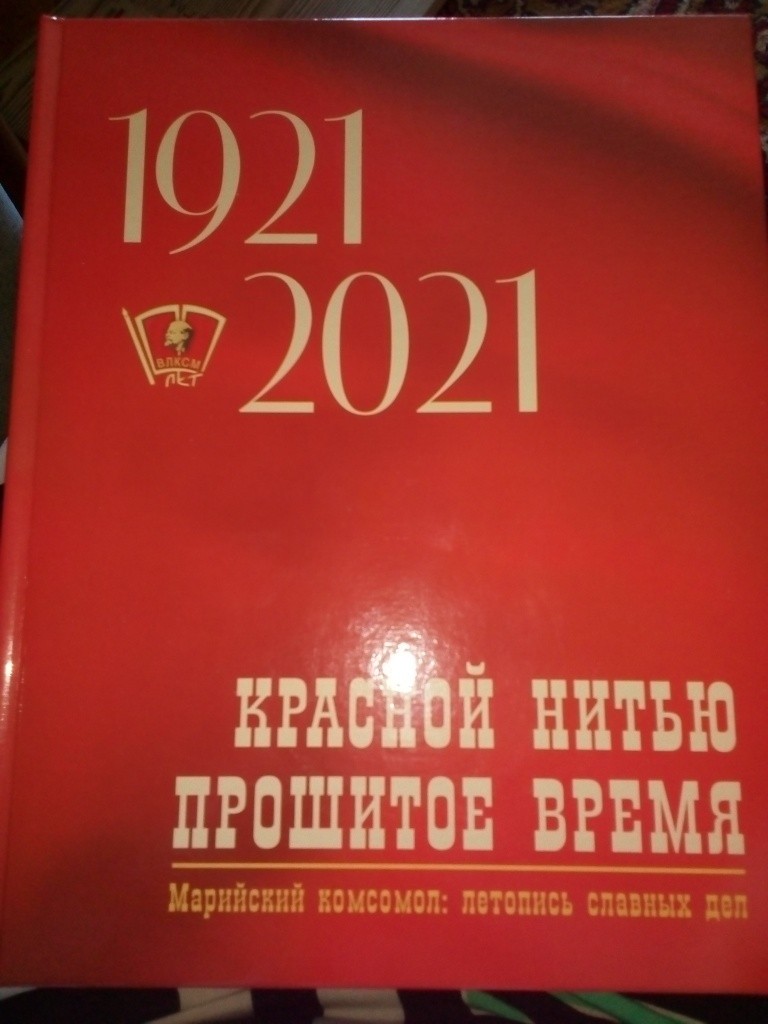 1921
2021
ВЛКСМ
ЛЕТ
КРАСНОЙ НИТЬЮ
ПРОШИТОЕ ВРЕМЯ
Марийский комсомол: летопись славных дел